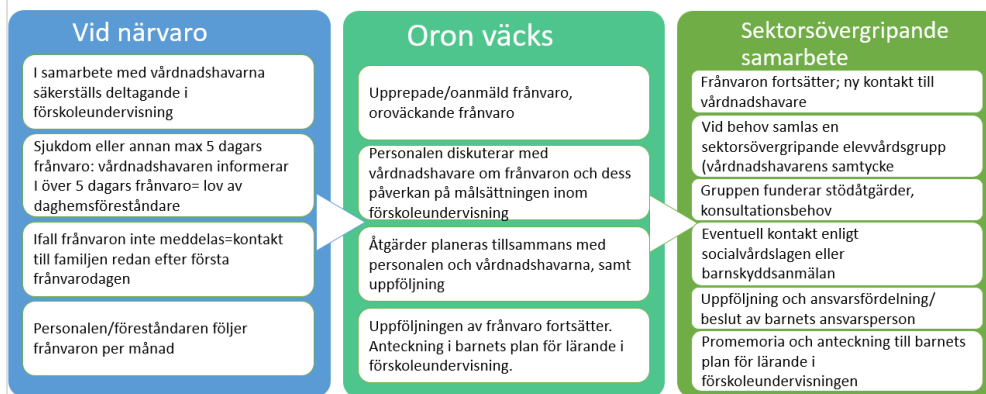 Vid närvaro
I samarbete med vårdnadshavarna
säkerställs deltagande i
förskoleundervisning
Sjukdom eller annan max 5 dagars
frånvaro: vårdnadshavaren informerar
I över 5 dagars frånvaro= lov av
daghemsföreståndare
Ifall frånvaron inte meddelas=kontakt
till familjen redan efter första
frånvarodagen
Personalen/föreståndaren följer
frånvaron per månad
Oron väcks
Upprepade/oanmäld frånvaro,
oroväckande frånvaro
Personalen diskuterar med
vårdnadshavare om frånvaron och dess
påverkan på målsättningen inom
förskoleundervisning
Åtgärder planeras tillsammans med
personalen och vårdnadshavarna, samt
uppföljning
Uppföljningen av frånvaro fortsätter.
Anteckning i barnets plan för lärande i
förskoleundervisning.
Sektorsövergripande
samarbete
Frånvaron fortsätter; ny kontakt till
vårdnadshavare
Vid behov samlas en
sektorsövergripande elevvårdsgrupp
(vårdnadshavarens samtycke
Gruppen funderar stödåtgärder,
konsultationsbehov
Eventuell kontakt enligt
socialvårdslagen eller
barnskyddsanmälan
Uppföljning och ansvarsfördelning/
beslut av barnets ansvarsperson
Promemoria och anteckning till barnets
plan för lärande i
förskoleundervisningen